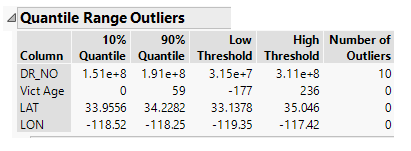 Quantile Range Outliers
10% 90% Low High Number of
Column Quantile Quantile Threshold Threshold Outliers
DR_NO 1.51e+8 1.91e+8 3.15e+7 3.11e+8 10
Vict Age 0 59 -177 236 0
LAT 33.9556 34.2282 33.1378 35.046 0
LON -118.52 -118.25 -119.35 -117.42 0